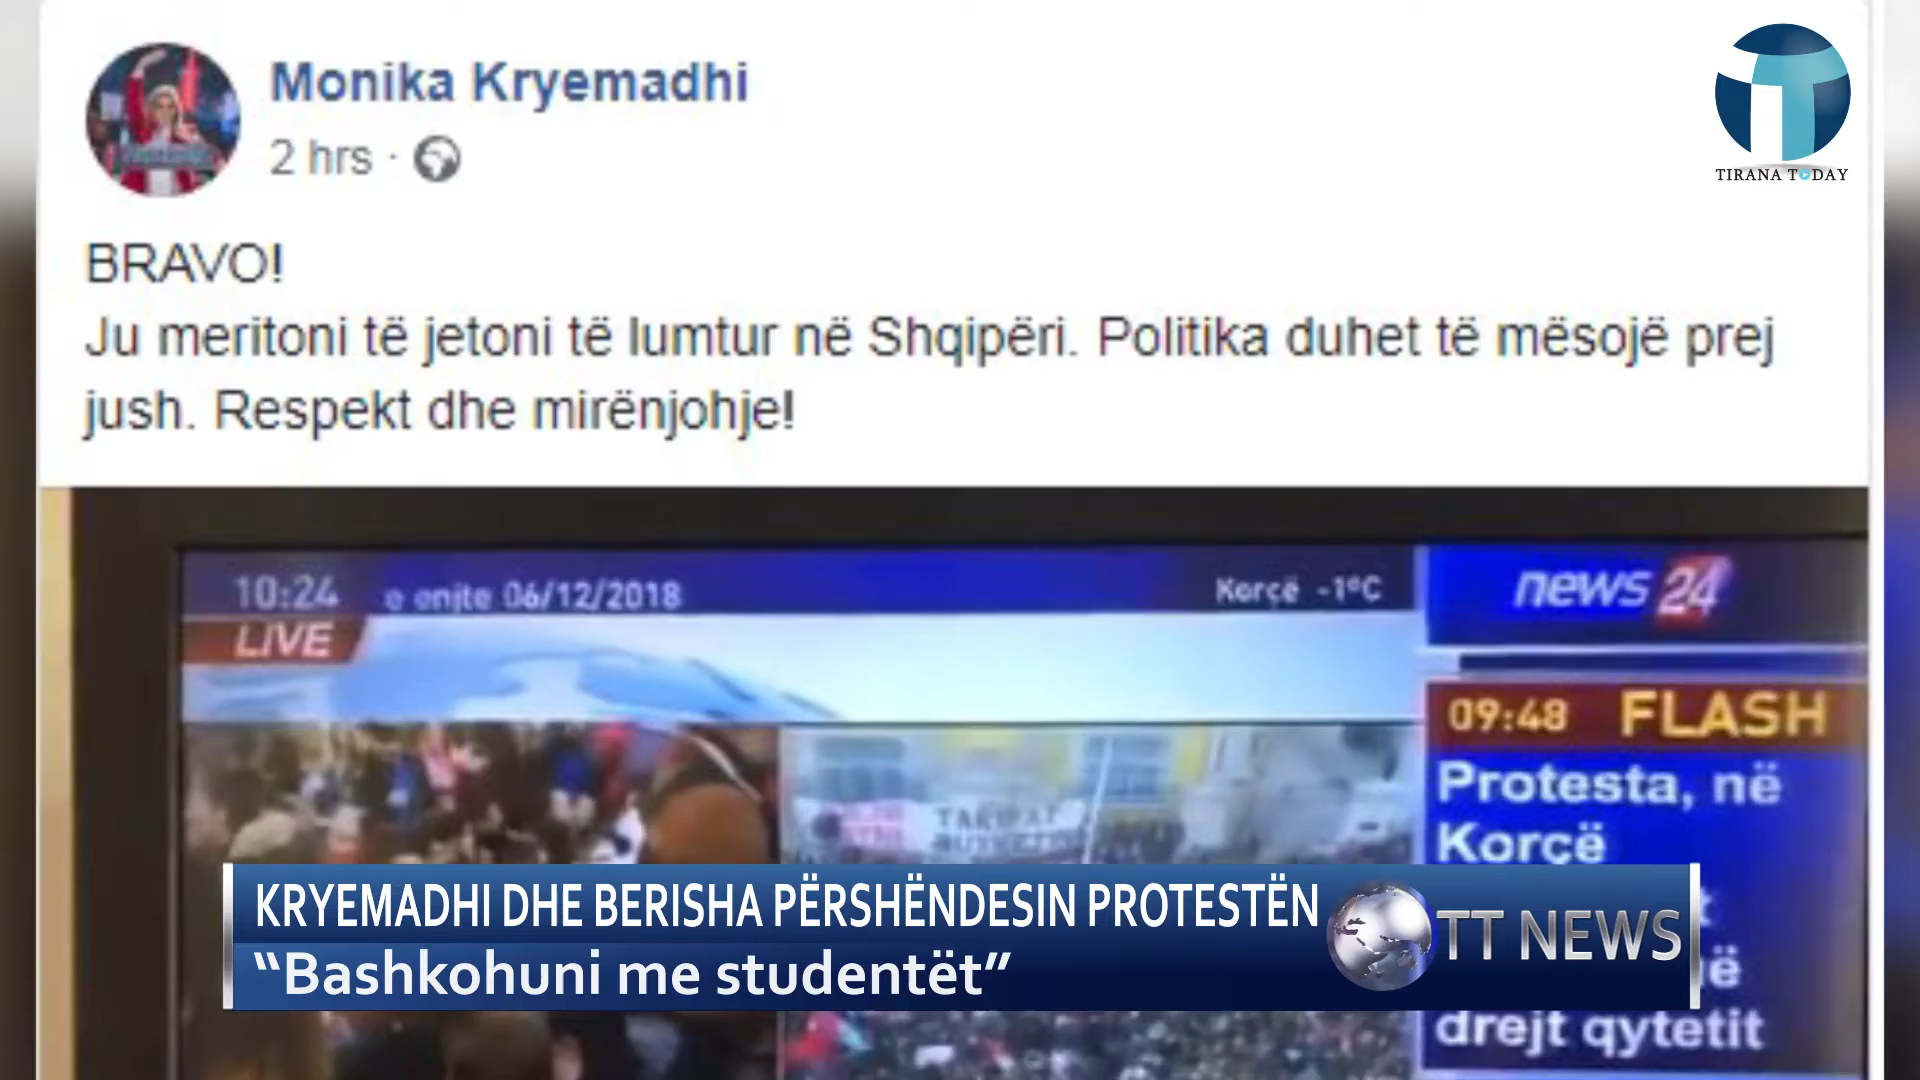 Monika Kryemadhi
TIRANA TODAY
2 hrs ·
BRAVO!
Ju meritoni të jetoni të lumtur në Shqipëri. Politika duhet të mësojë prej
jush. Respekt dhe mirënjohje!
10:24 e enjte 06/12/2018 Korçë -1°C
news 24
LIVE
09:48 FLASH
Protesta, në
Korçë
drejt qytetit
KRYEMADHI DHE BERISHA PËRSHËNDESIN PROTESTËN
“Bashkohuni me studentët”
TT NEWS